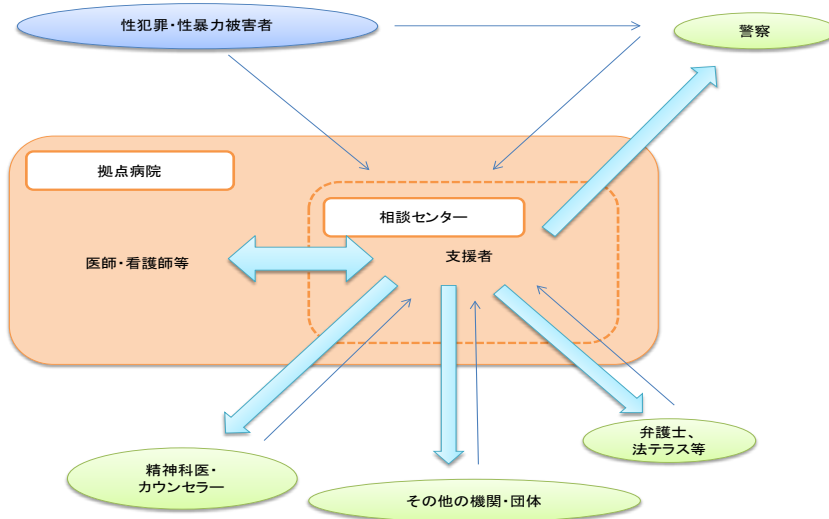 性犯罪・性暴力被害者
警察
拠点病院
相談センター
医師・看護師等
支援者
弁護士、
法テラス等
精神科医・
カウンセラー
その他の機関・団体